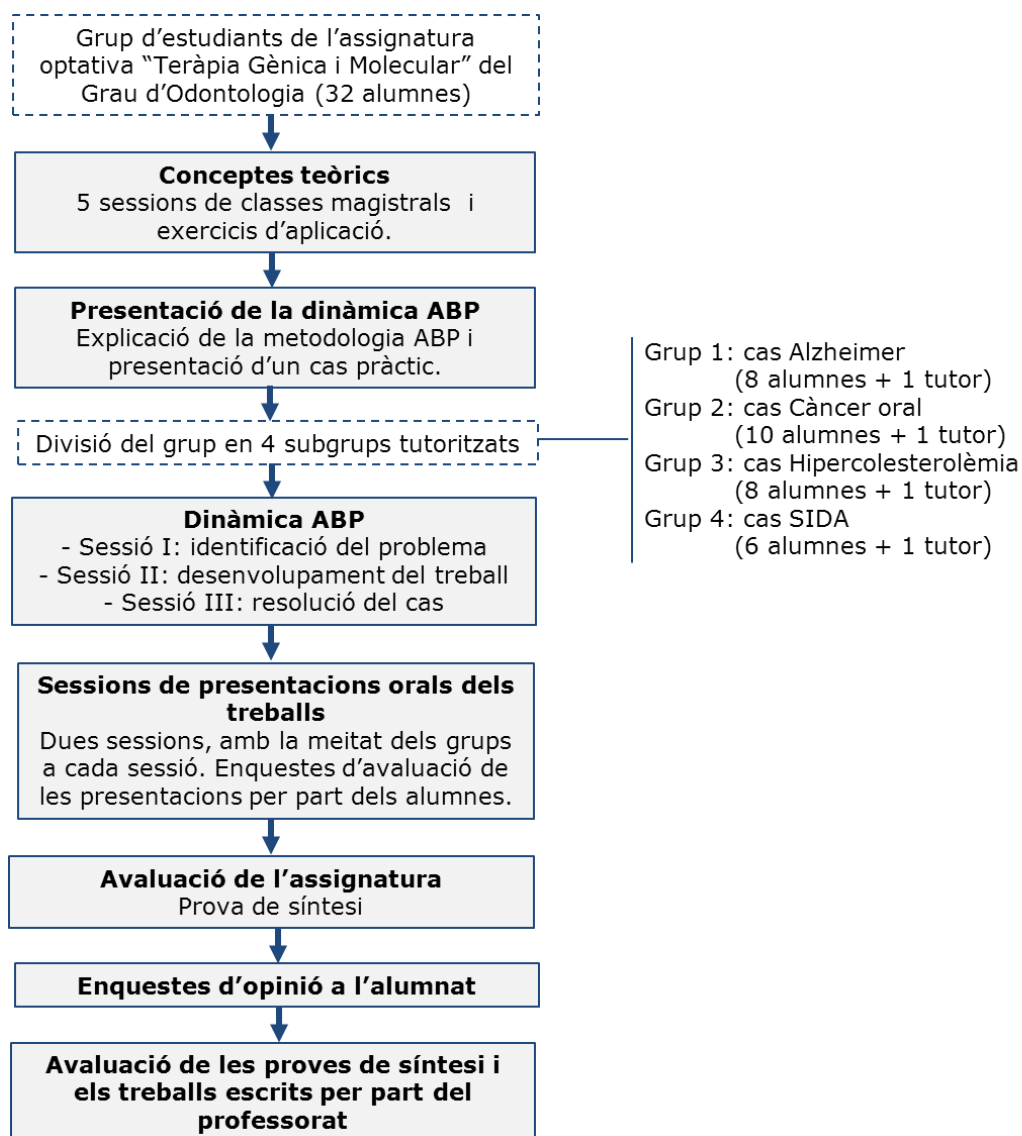 Grup d’estudiants de l’assignatura
optativa “Teràpia Gènica i Molecular” del
Grau d’Odontologia (32 alumnes)
Conceptes teòrics
5 sessions de classes magistrals i
exercicis d’aplicació.
Presentació de la dinàmica ABP
Explicació de la metodologia ABP i
presentació d’un cas pràctic.
Divisió del grup en 4 subgrups tutoritzats
Grup 1: cas Alzheimer
(8 alumnes + 1 tutor)
Grup 2: cas Càncer oral
(10 alumnes + 1 tutor)
Grup 3: cas Hipercolesterolèmia
(8 alumnes + 1 tutor)
Grup 4: cas SIDA
(6 alumnes + 1 tutor)
Dinàmica ABP
- Sessió I: identificació del problema
- Sessió II: desenvolupament del treball
- Sessió III: resolució del cas
Sessions de presentacions orals dels
treballs
Dues sessions, amb la meitat dels grups
a cada sessió. Enquestes d’avaluació de
les presentacions per part dels alumnes.
Avaluació de l’assignatura
Prova de síntesi
Enquestes d’opinió a l’alumnat
Avaluació de les proves de síntesi i
els treballs escrits per part del
professorat